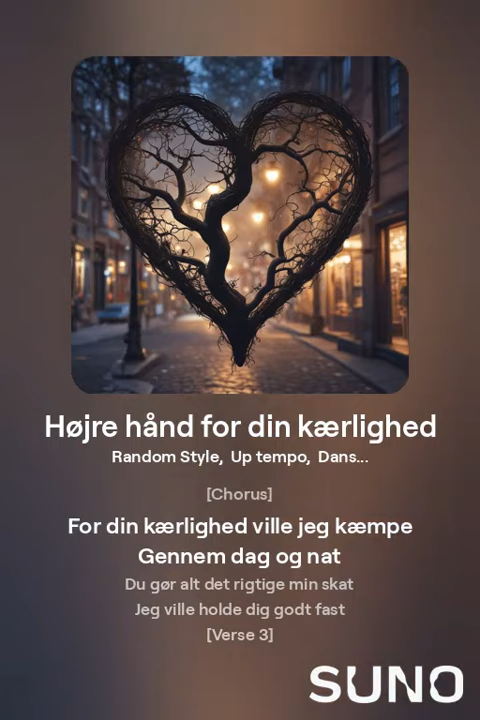 Højre hånd for din kærlighed
Random Style, Up tempo, Dans...
[Chorus]
For din kærlighed ville jeg kæmpe
Gennem dag og nat
Du gør alt det rigtige min skat
Jeg ville holde dig godt fast
[Verse 3]
SUNO